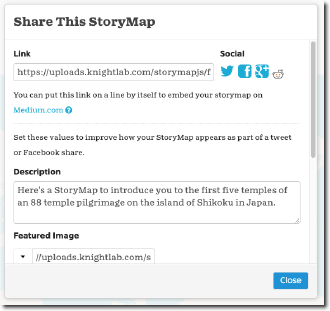 Share This StoryMap
Link
Social
https://uploads.knightlab.com/storymapjs/f
You can put this link on a line by itself to embed your storymap on
Medium.com
Set these values to improve how your StoryMap appears as part of a tweet
or Facebook share.
Description
Here's a StoryMap to introduce you to the first five temples of
an 88 temple pilgrimage on the island of Shikoku in Japan.
Featured Image
//uploads.knightlab.com/s
Close